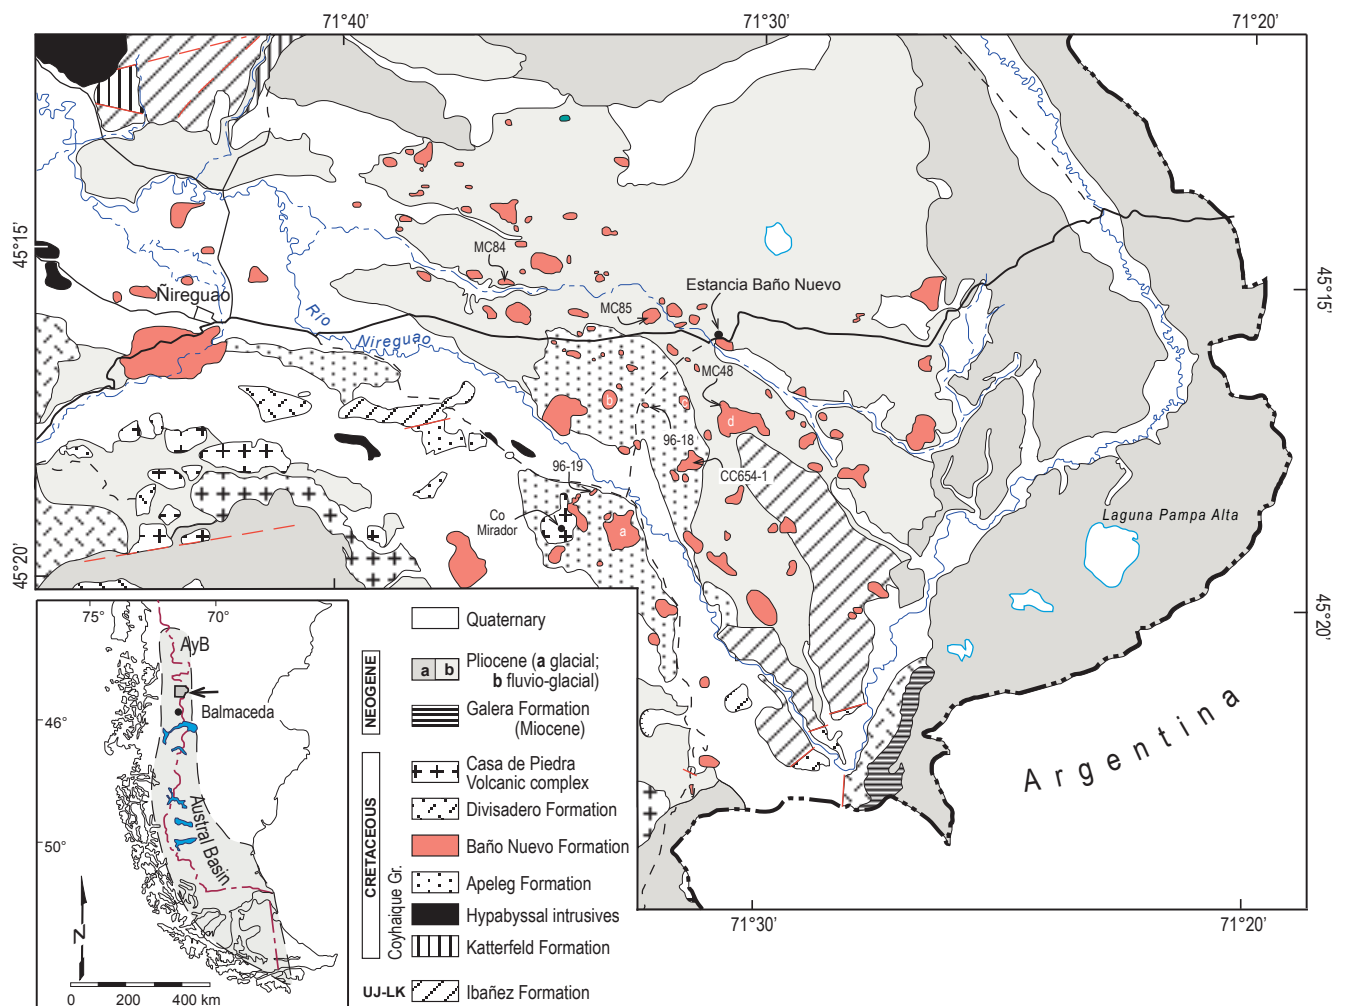 71°40’
71°30’
71°20’
45°15’
45°15’
MC84
Estancia Baño Nuevo
MC85
Ñireguao
Rio
Nireguao
MC48
b
c
d
96-18
96-19
CC654-1
Co
Mirador
a
Laguna Pampa Alta
45°20’
45°20’
Argentina
71°30’
71°20’
75°
70°
AyB
Balmaceda
46°
Austral Basin
50°
N
0
200
400 km
Quaternary
NEOGENE
a
b
Pliocene (a glacial;
b fluvio-glacial)
Galera Formation
(Miocene)
CRETACEOUS
Coyhaique Gr.
Casa de Piedra
Volcanic complex
Divisadero Formation
Baño Nuevo Formation
Apeleg Formation
Hypabyssal intrusives
Katterfeld Formation
UJ-LK
Ibañez Formation